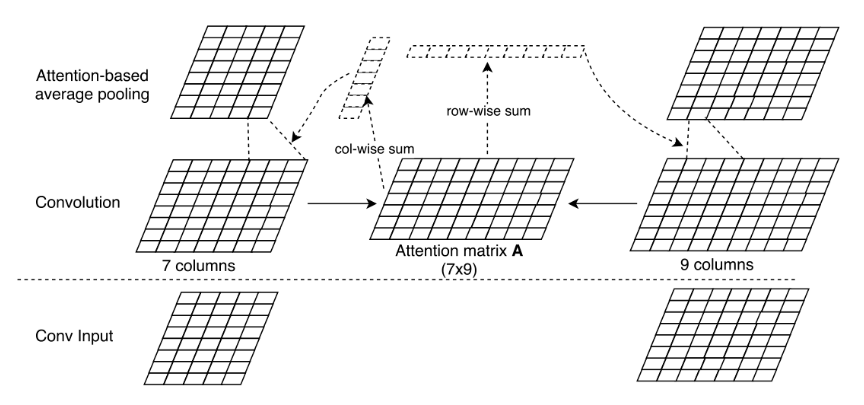 Attention-based
average pooling
row-wise sum
col-wise sum
Convolution
Attention matrix A
(7x9)
7 columns
9 columns
Conv Input